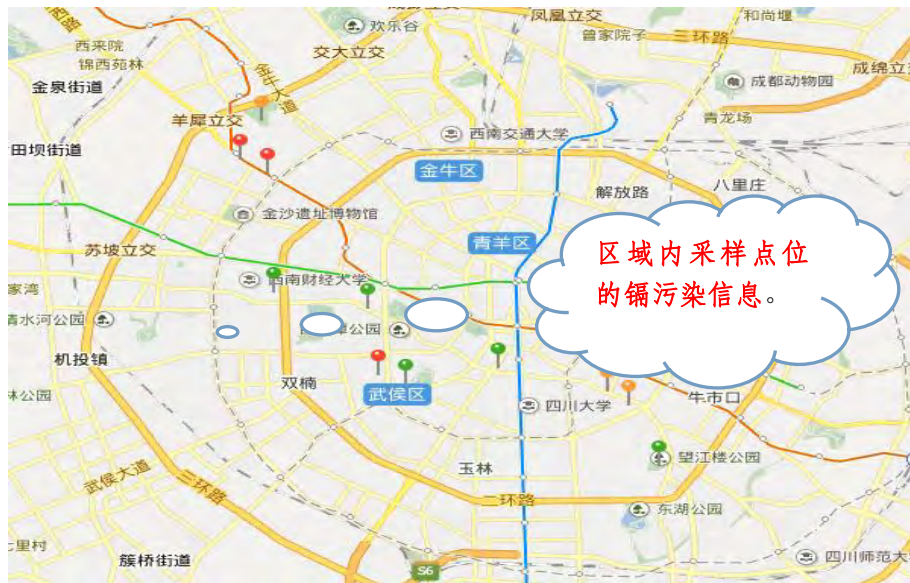 凤凰立交
和尚堰
欢乐谷
曾家院子
三环路
西来院
交大立交
锦西苑林
成绵立交
金泉街道
金牛大道
成都动物园
羊犀立交
青龙场
西南交通大学
田坝街道
金牛区
八里庄
解放路
金沙遗址博物馆
苏坡立交
青羊区
区域内采样点位
的镉污染信息。
西南财经大学
家湾
清水河公园
公园
机投镇
双楠
武侯区
林公园
四川大学
牛市口
望江楼公园
玉林
武侯大道
三环路
二环路
东湖公园
七里村
簇桥街道
S6
四川师范大